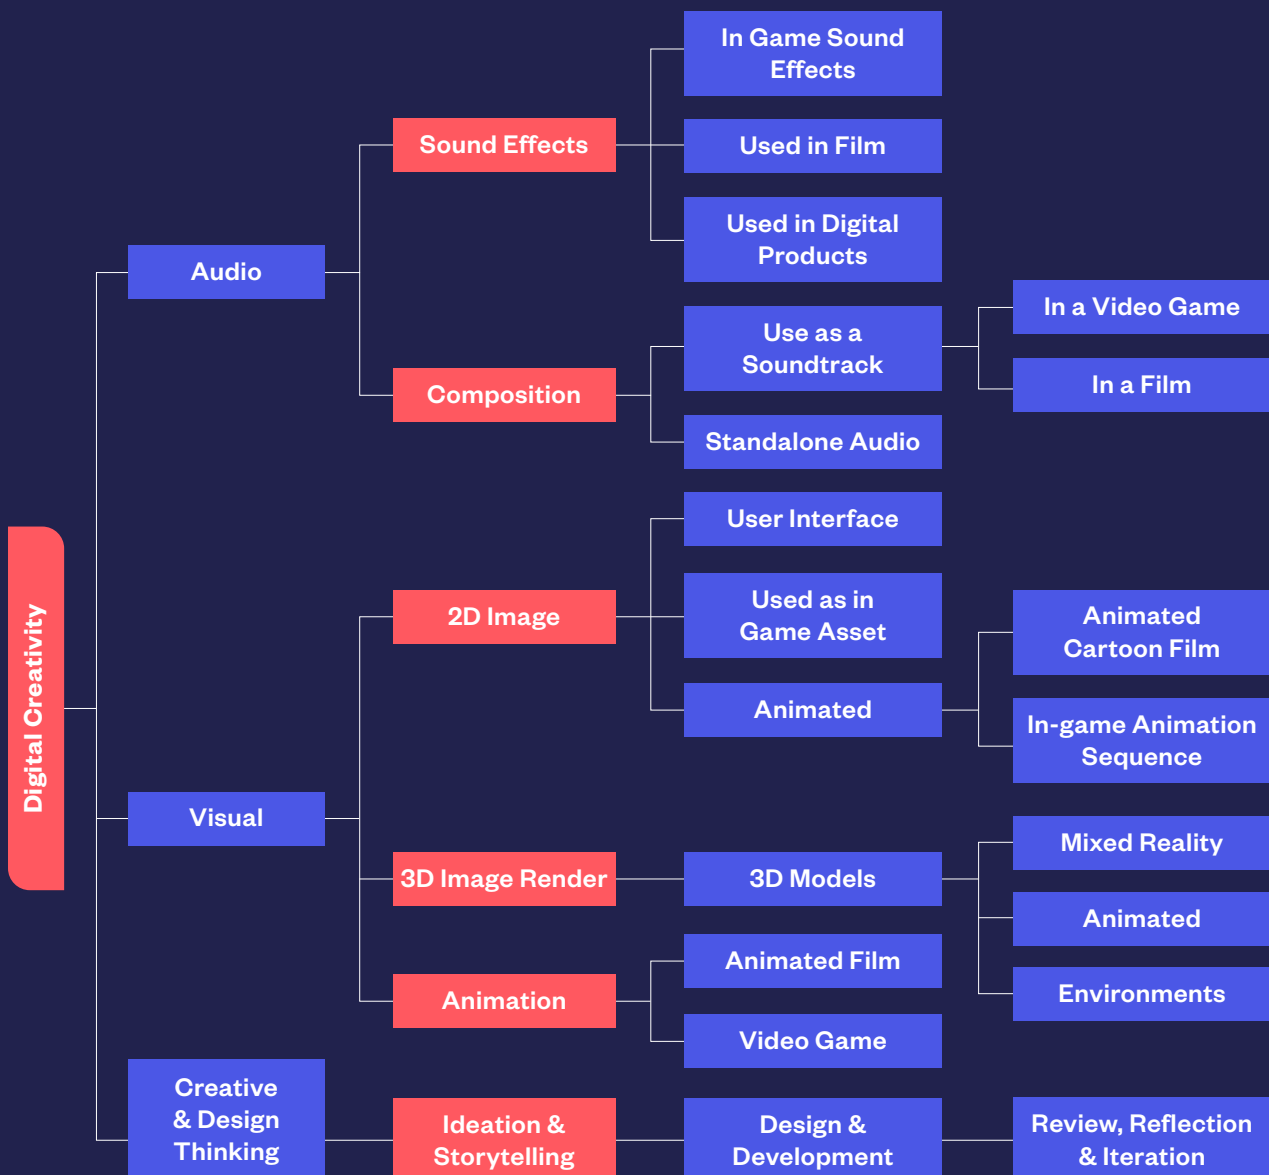 Digital Creativity
Audio
Sound Effects
In Game Sound
Effects
Used in Film
Used in Digital
Products
Composition
Use as a
Soundtrack
In a Video Game
In a Film
Standalone Audio
Visual
2D Image
User Interface
Used as in
Game Asset
Animated
Animated
Cartoon Film
In-game Animation
Sequence
3D Image Render
3D Models
Mixed Reality
Animated
Environments
Animation
Animated Film
Video Game
Creative
& Design
Thinking
Ideation &
Storytelling
Design &
Development
Review, Reflection
& Iteration